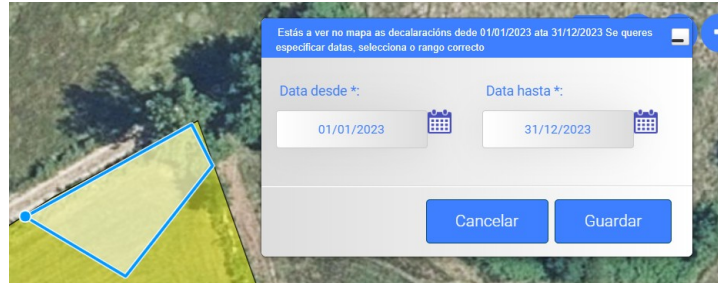 Estás a ver no mapa as decalaracións dede 01/01/2023 ata 31/12/2023 Se queres
especificar datas, selecciona o rango correcto
Data desde *:
Data hasta *:
01/01/2023
31/12/2023
Cancelar
Guardar